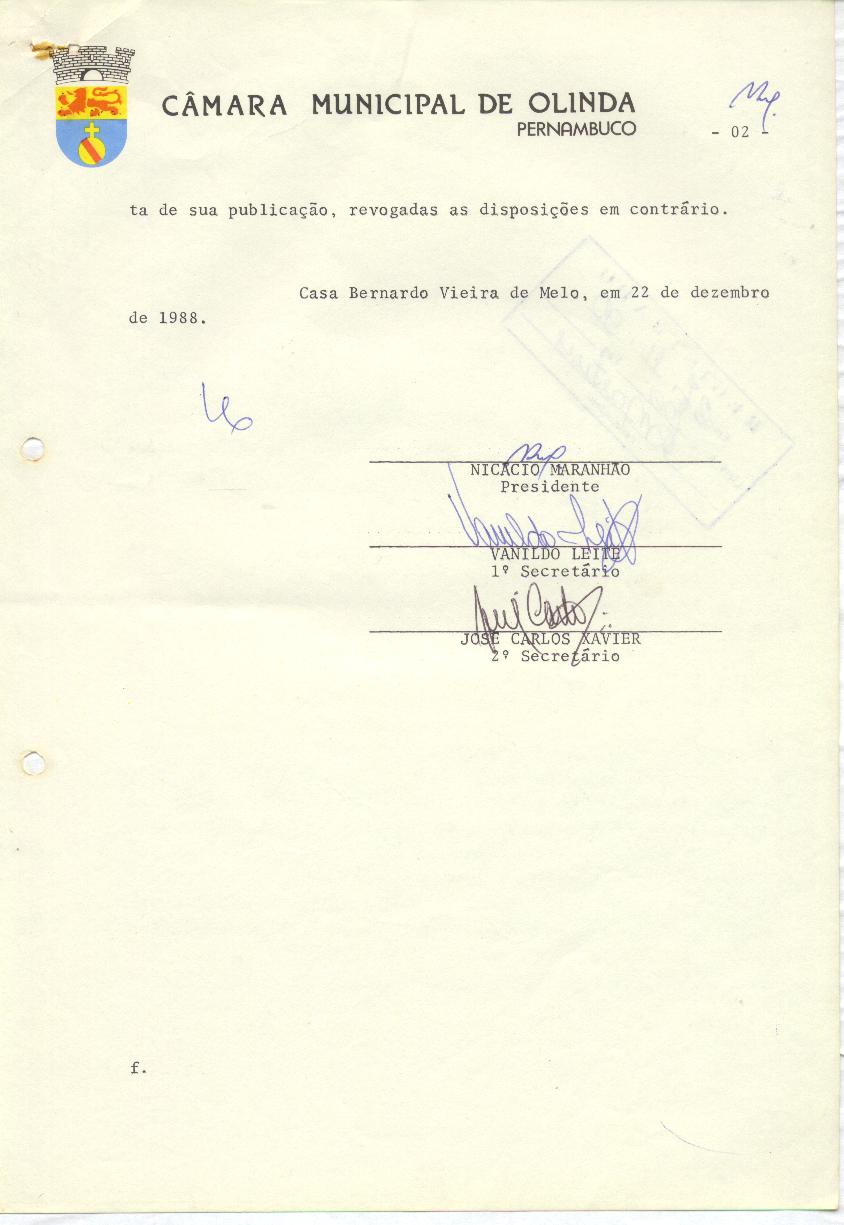 CÂMARA MUNICIPAL DE OLINDA
PERNAMBUCO
- 02 -
ta de sua publicação, revogadas as disposições em contrário.
Casa Bernardo Vieira de Melo, em 22 de dezembro
de 1988.
NICÁCIO MARANHÃO
Presidente
Vanildo Leite
VANILDO LEITE
1º Secretário
JOSÉ CARLOS XAVIER
2º Secretário
f.